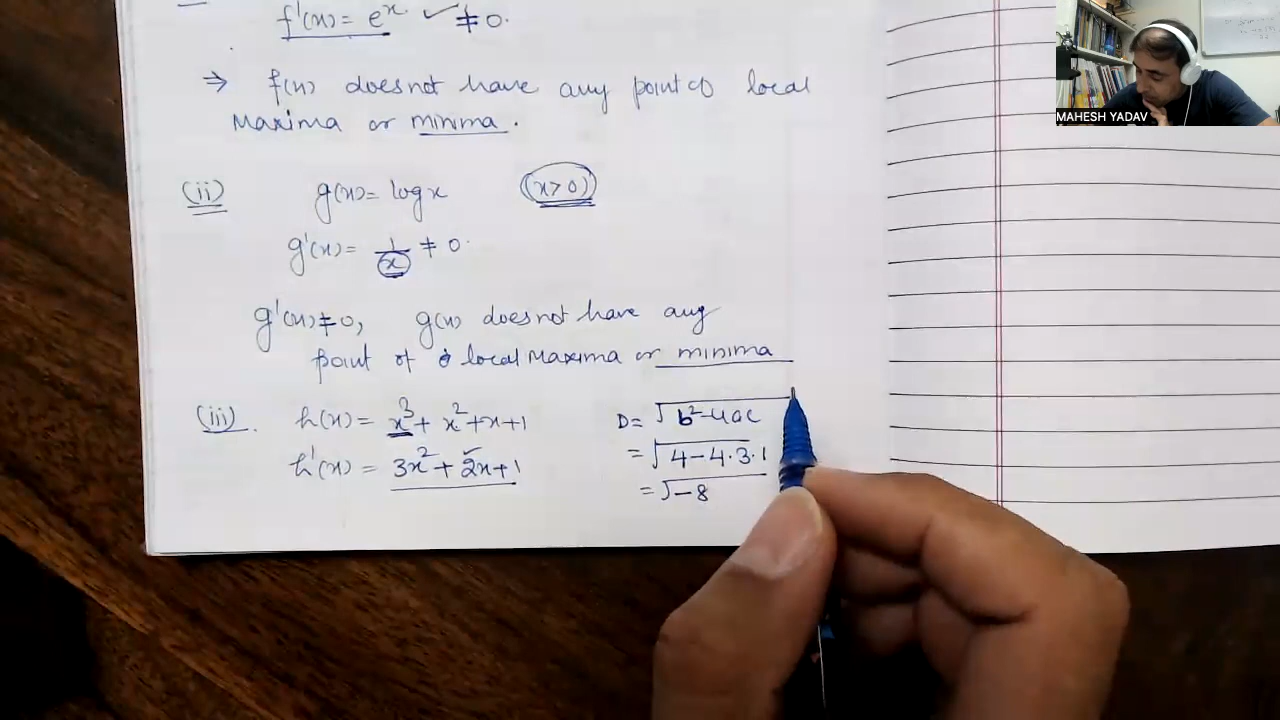 f'(x) = e^x ✓ ≠ 0.
⇒ f(x) does not have any point of local
Maxima or minima.
(ii) g(x) = log x (x > 0)
g'(x) = 1/x ≠ 0.
g'(x) ≠ 0, g(x) does not have any
point of local Maxima or minima
(iii). h(x) = x^3 + x^2 + x + 1 D = √b^2-4ac
h'(x) = 3x^2 + 2x + 1 = √4-4·3·1
= √-8
MAHESH YADAV